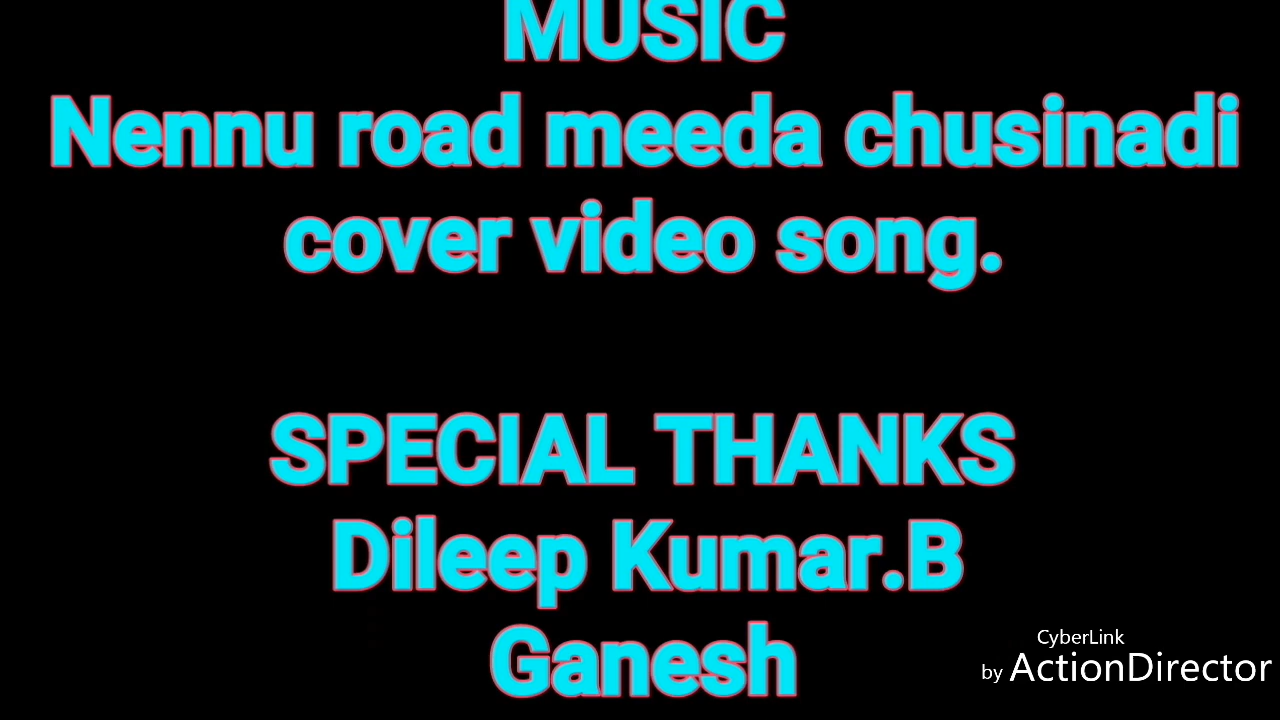 MUSIC
Nennu road meeda chusinadi
cover video song.
SPECIAL THANKS
Dileep Kumar.B
Ganesh
CyberLink
by ActionDirector